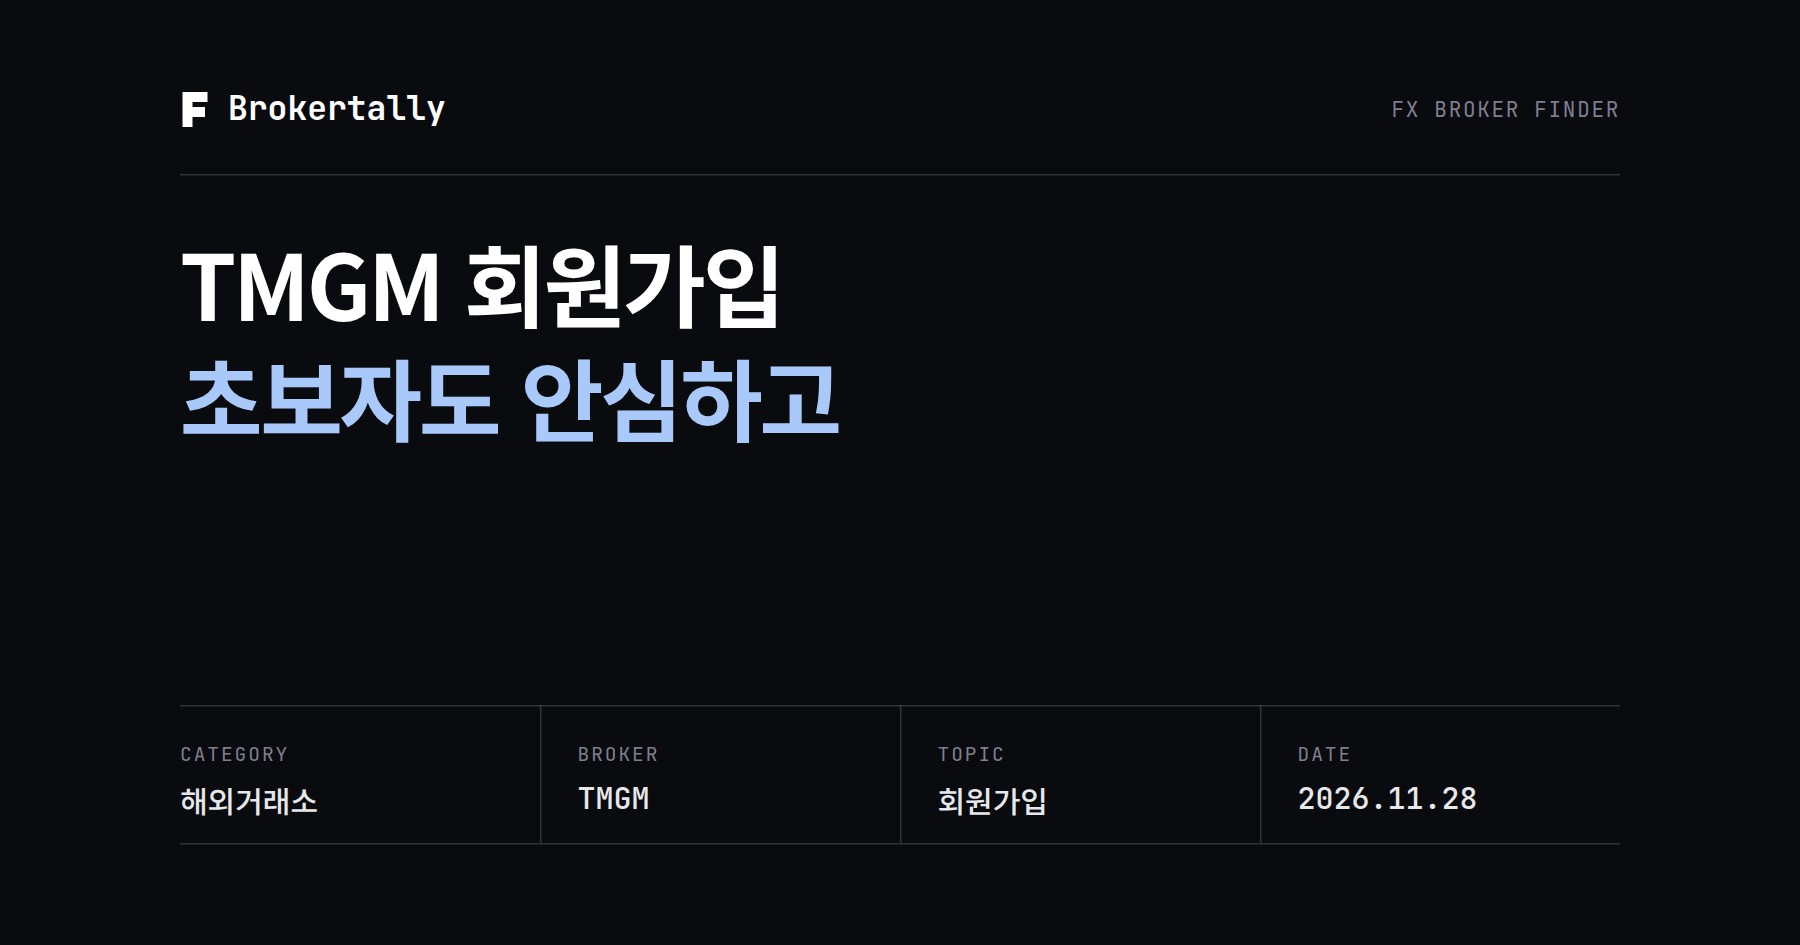 Brokertally
FX BROKER FINDER
TMGM 회원가입
초보자도 안심하고
CATEGORY
해외거래소
BROKER
TMGM
TOPIC
회원가입
DATE
2026.11.28